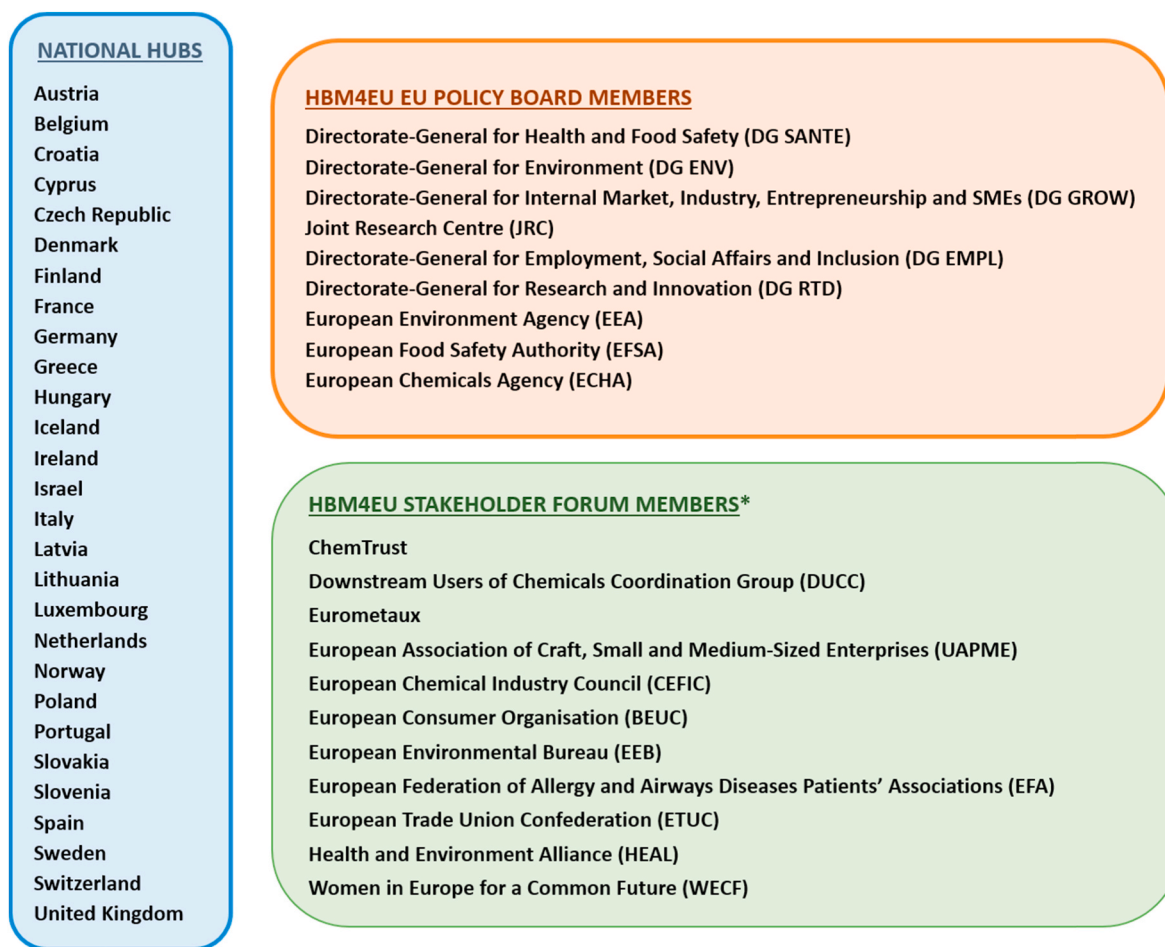 NATIONAL HUBS
Austria
Belgium
Croatia
Cyprus
Czech Republic
Denmark
Finland
France
Germany
Greece
Hungary
Iceland
Ireland
Israel
Italy
Latvia
Lithuania
Luxembourg
Netherlands
Norway
Poland
Portugal
Slovakia
Slovenia
Spain
Sweden
Switzerland
United Kingdom
HBM4EU EU POLICY BOARD MEMBERS
Directorate-General for Health and Food Safety (DG SANTE)
Directorate-General for Environment (DG ENV)
Directorate-General for Internal Market, Industry, Entrepreneurship and SMEs (DG GROW)
Joint Research Centre (JRC)
Directorate-General for Employment, Social Affairs and Inclusion (DG EMPL)
Directorate-General for Research and Innovation (DG RTD)
European Environment Agency (EEA)
European Food Safety Authority (EFSA)
European Chemicals Agency (ECHA)
HBM4EU STAKEHOLDER FORUM MEMBERS*
ChemTrust
Downstream Users of Chemicals Coordination Group (DUCC)
Eurometaux
European Association of Craft, Small and Medium-Sized Enterprises (UAPME)
European Chemical Industry Council (CEFIC)
European Consumer Organisation (BEUC)
European Environmental Bureau (EEB)
European Federation of Allergy and Airways Diseases Patients’ Associations (EFA)
European Trade Union Confederation (ETUC)
Health and Environment Alliance (HEAL)
Women in Europe for a Common Future (WECF)